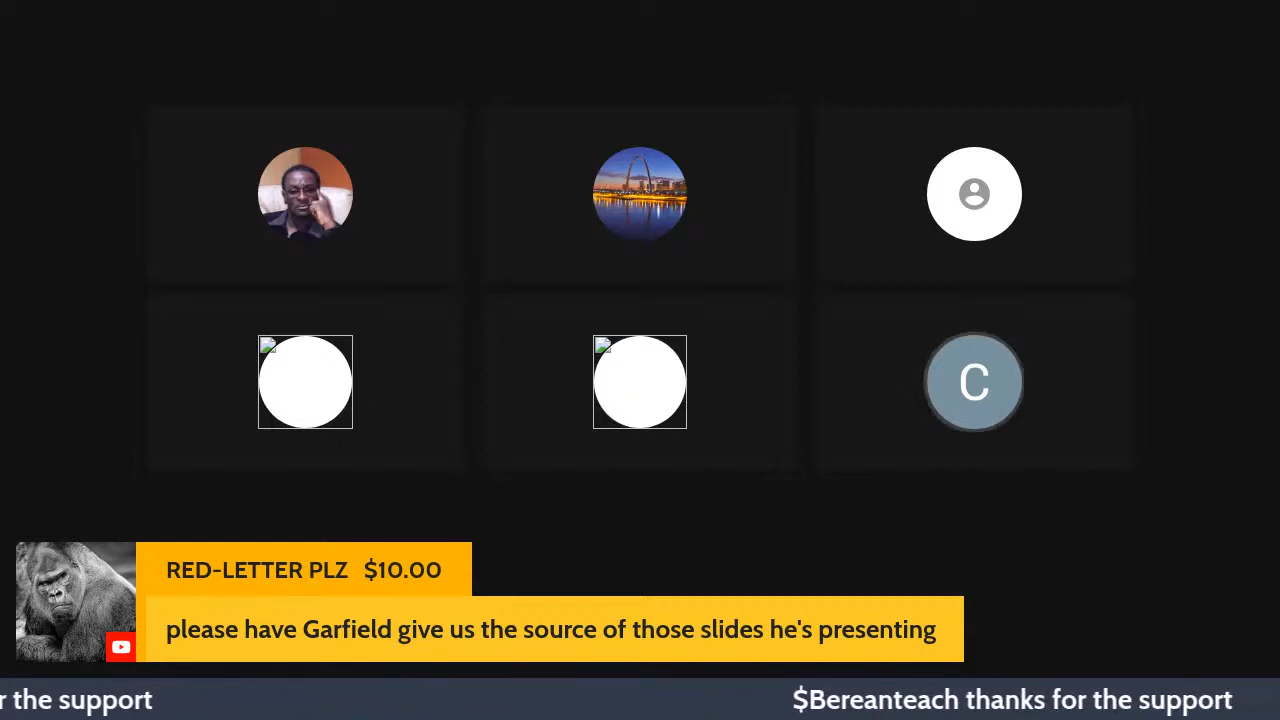 C
RED-LETTER PLZ $10.00
please have Garfield give us the source of those slides he's presenting
r the support $Bereanteach thanks for the support